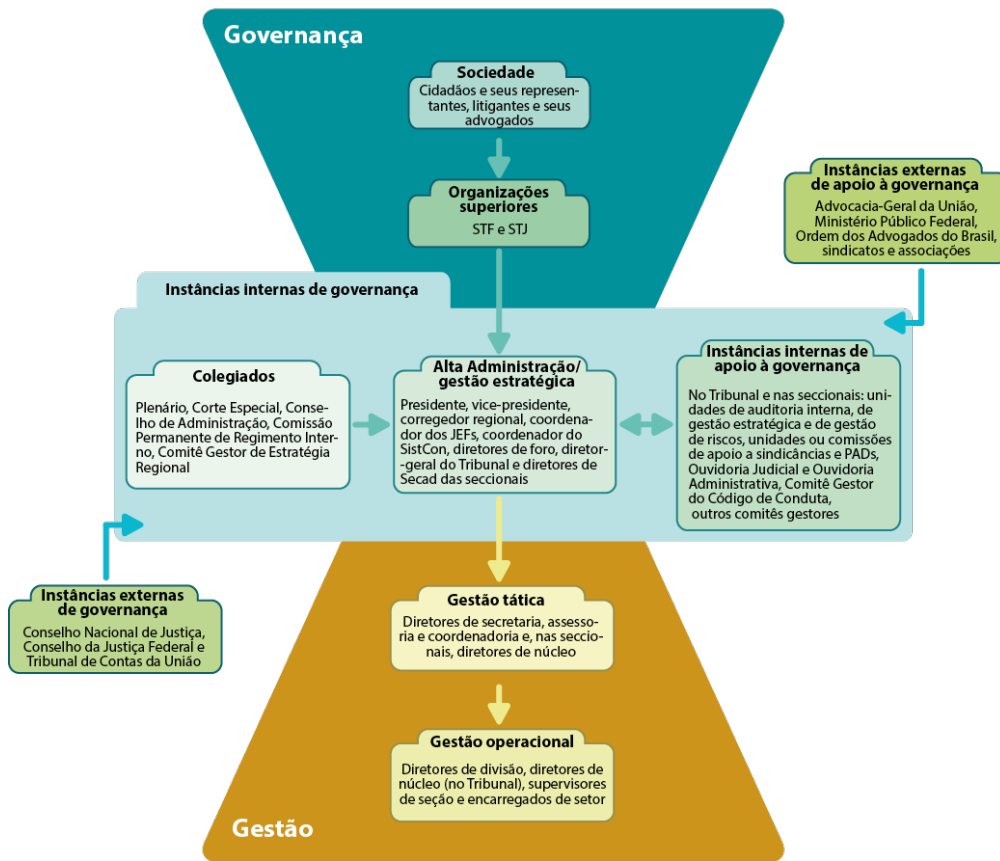 Governança
Sociedade
Cidadãos e seus represen-
tantes, litigantes e seus
advogados
Organizações
superiores
STF e STJ
Instâncias externas
de apoio à governança
Advocacia-Geral da União,
Ministério Público Federal,
Ordem dos Advogados do Brasil,
sindicatos e associações
Instâncias internas de governança
Colegiados
Plenário, Corte Especial, Conse-
lho de Administração, Comissão
Permanente de Regimento Inter-
no, Comitê Gestor de Estratégia
Regional
Alta Administração/
gestão estratégica
Presidente, vice-presidente,
corregedor regional, coordena-
dor dos JEFs, coordenador do
SistCon, diretores de foro, diretor-
-geral do Tribunal e diretores de
Secad das seccionais
Instâncias internas de
apoio à governança
No Tribunal e nas seccionais: uni-
dades de auditoria interna, de
gestão estratégica e de gestão
de riscos, unidades ou comissões
de apoio a sindicâncias e PADs,
Ouvidoria Judicial e Ouvidoria
Administrativa, Comitê Gestor
do Código de Conduta,
outros comitês gestores
Instâncias externas
de governança
Conselho Nacional de Justiça,
Conselho da Justiça Federal e
Tribunal de Contas da União
Gestão tática
Diretores de secretaria, assesso-
ria e coordenadoria e, nas seccio-
nais, diretores de núcleo
Gestão operacional
Diretores de divisão, diretores de
núcleo (no Tribunal), supervisores
de seção e encarregados de setor
Gestão